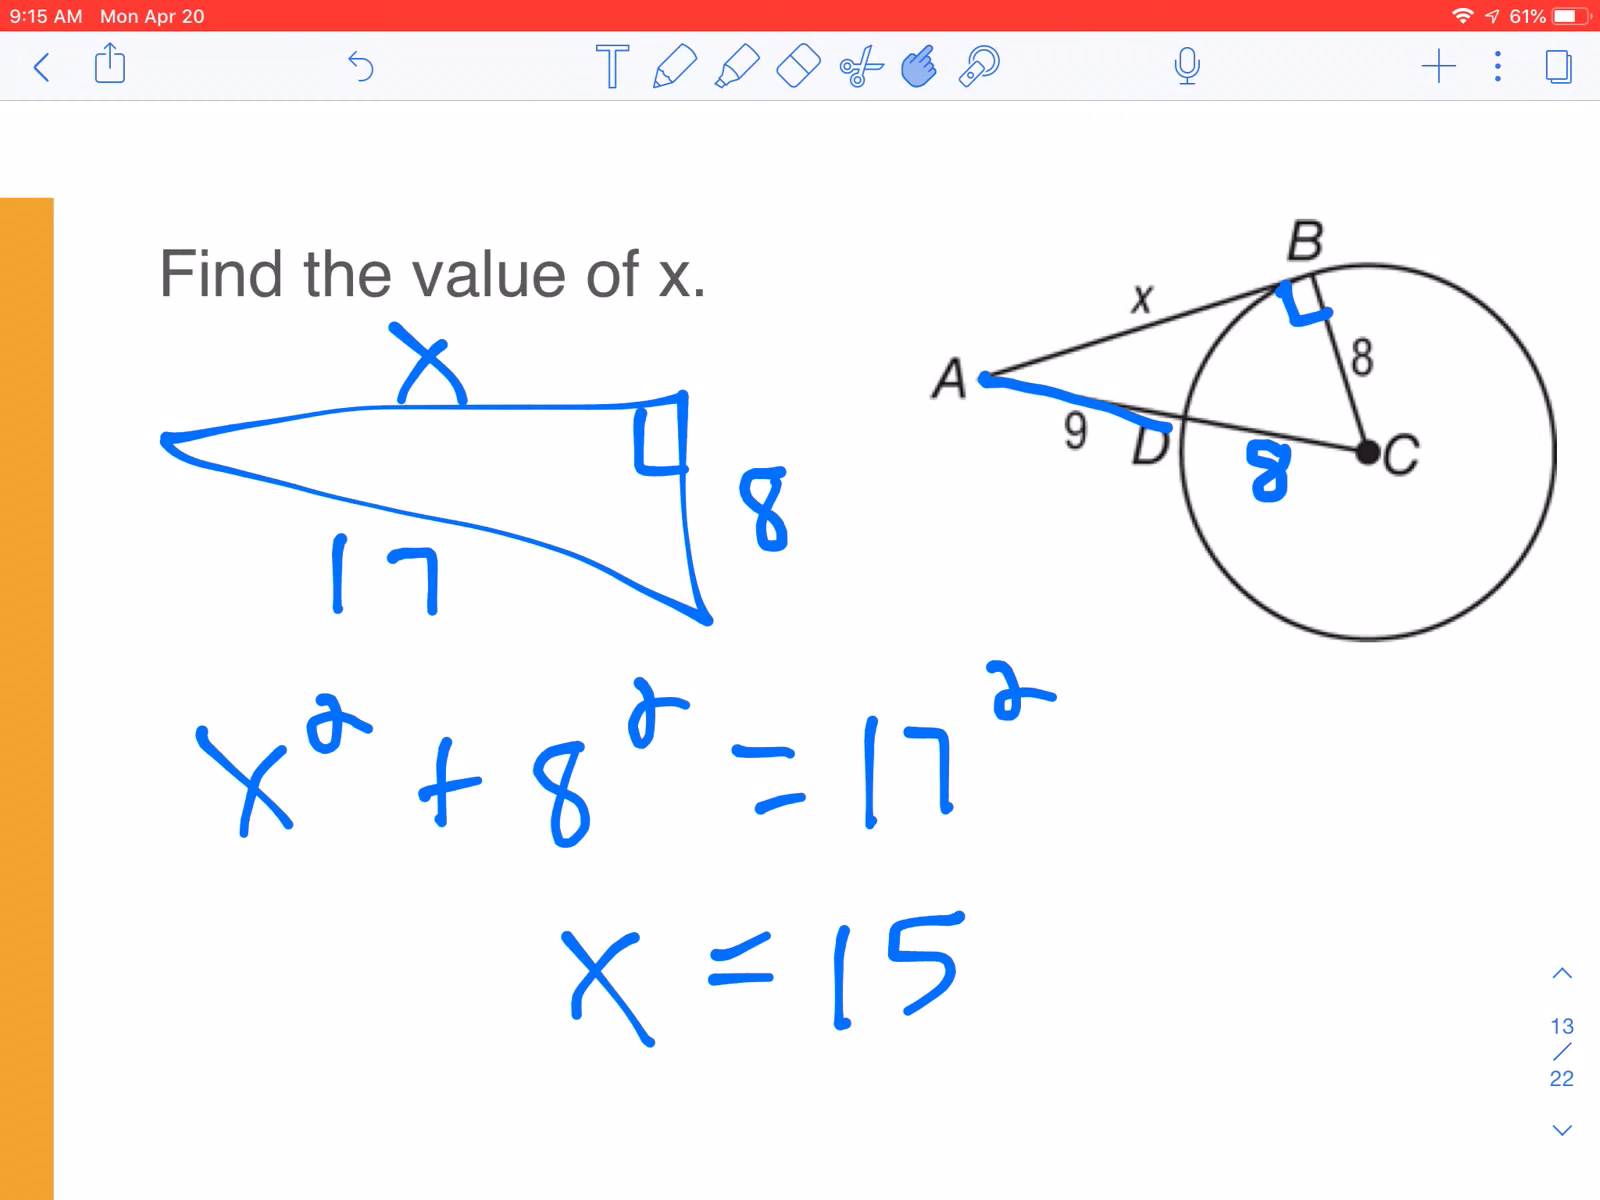 9:15 AM Mon Apr 20
61%
T
Find the value of x.
x
17
8
B
x
A
8
9
D
8
C
x² + 8² = 17²
x = 15
13
/
22